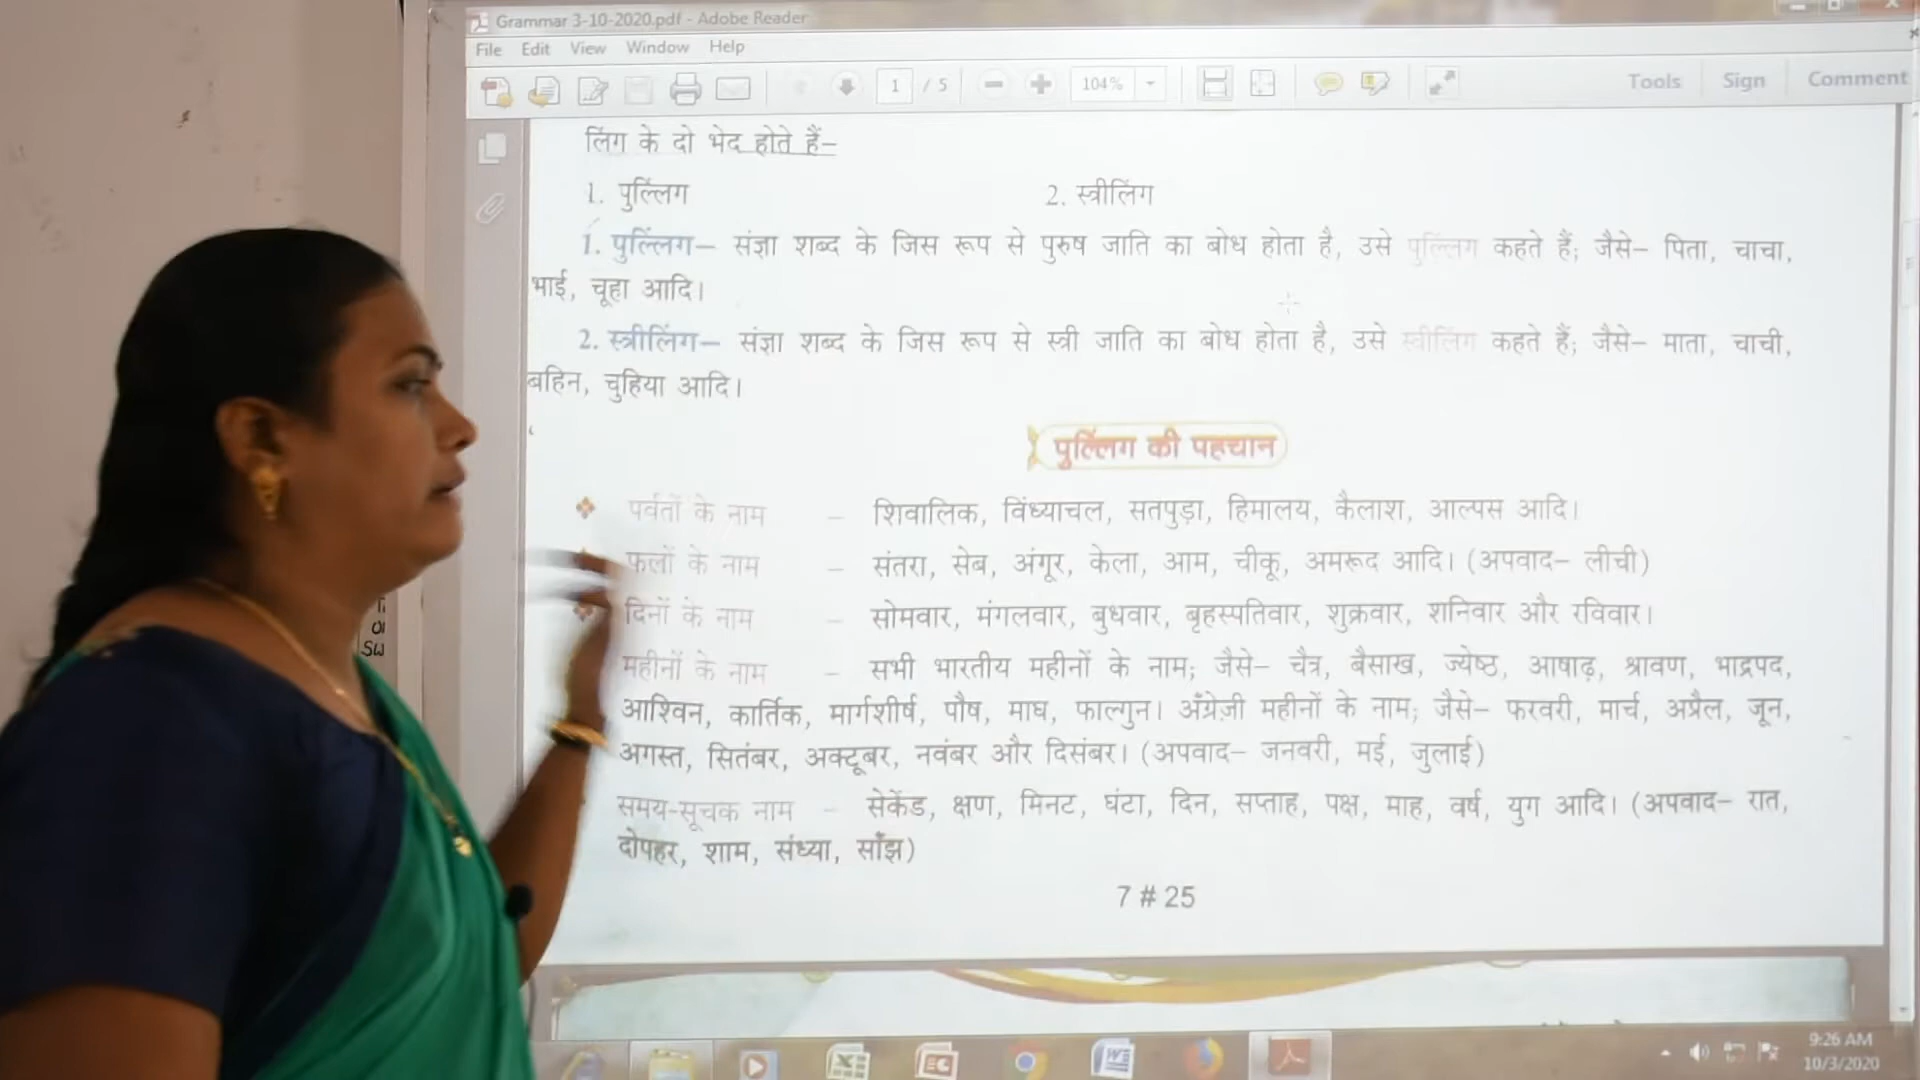 Grammar 3-10-2020.pdf - Adobe Reader
File Edit View Window Help
1 / 5 104% Tools Sign Comment
लिंग के दो भेद होते हैं–
1. पुल्लिंग 2. स्त्रीलिंग
1. पुल्लिंग– संज्ञा शब्द के जिस रूप से पुरुष जाति का बोध होता है, उसे पुल्लिंग कहते हैं; जैसे– पिता, चाचा,
भाई, चूहा आदि।
2. स्त्रीलिंग– संज्ञा शब्द के जिस रूप से स्त्री जाति का बोध होता है, उसे स्त्रीलिंग कहते हैं; जैसे– माता, चाची,
बहिन, चुहिया आदि।
पुल्लिंग की पहचान
पर्वतों के नाम – शिवालिक, विंध्याचल, सतपुड़ा, हिमालय, कैलाश, आल्पस आदि।
फलों के नाम – संतरा, सेब, अंगूर, केला, आम, चीकू, अमरूद आदि। (अपवाद– लीची)
दिनों के नाम – सोमवार, मंगलवार, बुधवार, बृहस्पतिवार, शुक्रवार, शनिवार और रविवार।
महीनों के नाम – सभी भारतीय महीनों के नाम; जैसे– चैत्र, बैसाख, ज्येष्ठ, आषाढ़, श्रावण, भाद्रपद,
आश्विन, कार्तिक, मार्गशीर्ष, पौष, माघ, फाल्गुन। अँग्रेज़ी महीनों के नाम; जैसे– फरवरी, मार्च, अप्रैल, जून,
अगस्त, सितंबर, अक्टूबर, नवंबर और दिसंबर। (अपवाद– जनवरी, मई, जुलाई)
समय-सूचक नाम – सेकेंड, क्षण, मिनट, घंटा, दिन, सप्ताह, पक्ष, माह, वर्ष, युग आदि। (अपवाद– रात,
दोपहर, शाम, संध्या, साँझ)
7 # 25
9:26 AM
10/3/2020